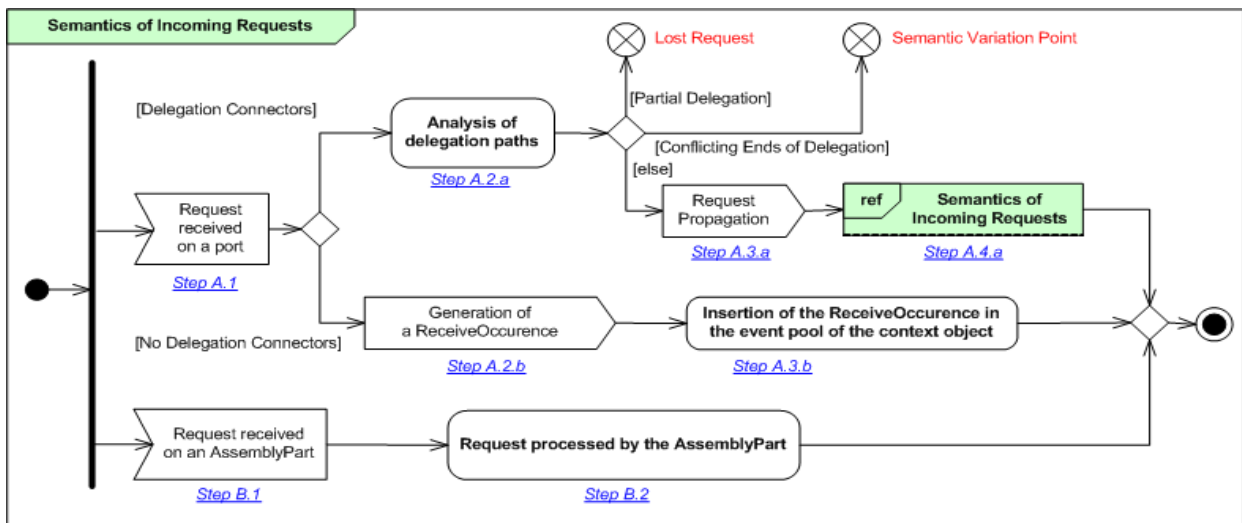 Semantics of Incoming Requests
Lost Request
Semantic Variation Point
[Delegation Connectors]
[Partial Delegation]
Analysis of
delegation paths
[Conflicting Ends of Delegation]
Step A.2.a
[else]
Request
received
on a port
Step A.1
Request
Propagation
Step A.3.a
ref
Semantics of
Incoming Requests
Step A.4.a
Generation of
a ReceiveOccurence
Step A.2.b
Insertion of the ReceiveOccurence in
the event pool of the context object
Step A.3.b
[No Delegation Connectors]
Request received
on an AssemblyPart
Step B.1
Request processed by the AssemblyPart
Step B.2